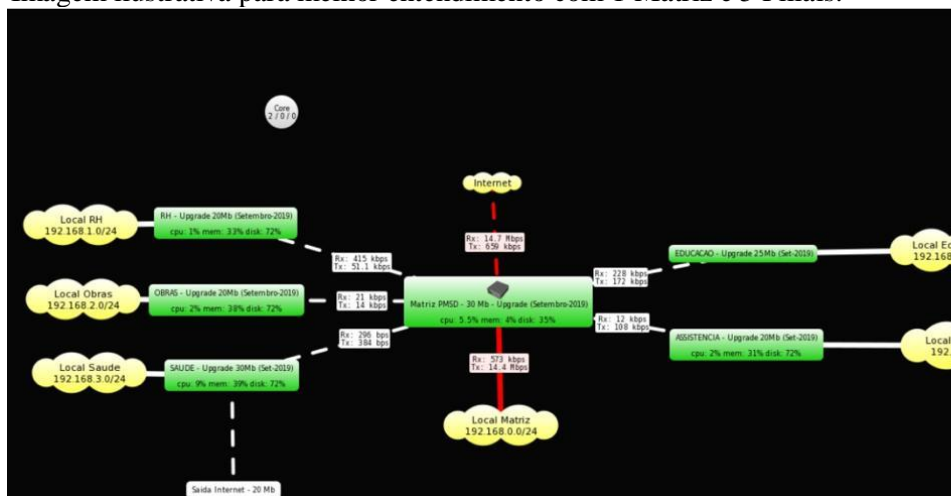 Core
2 / 0 / 0
Internet
Local RH
192.168.1.0/24
RH - Upgrade 20Mb (Setembro-2019)
cpu: 1% mem: 33% disk: 72%
Rx: 415 kbps
Tx: 51.1 kbps
Rx: 14.7 Mbps
Tx: 659 kbps
EDUCACAO - Upgrade 25Mb (Set-2019)
Local
192.168
Rx: 228 kbps
Tx: 172 kbps
Local Obras
192.168.2.0/24
OBRAS - Upgrade 20Mb (Setembro-2019)
cpu: 2% mem: 38% disk: 72%
Rx: 21 kbps
Tx: 14 kbps
Matriz PMSD - 30 Mb - Upgrade (Setembro-2019)
cpu: 5.5% mem: 4% disk: 35%
Rx: 12 kbps
Tx: 108 kbps
ASSISTENCIA - Upgrade 20Mb (Set-2019)
cpu: 2% mem: 31% disk: 72%
Local
192.
Rx: 296 bps
Tx: 384 bps
Local Saude
192.168.3.0/24
SAUDE - Upgrade 30Mb (Set-2019)
cpu: 9% mem: 39% disk: 72%
Rx: 573 kbps
Tx: 14.4 Mbps
Local Matriz
192.168.0.0/24
Saida Internet - 20 Mb